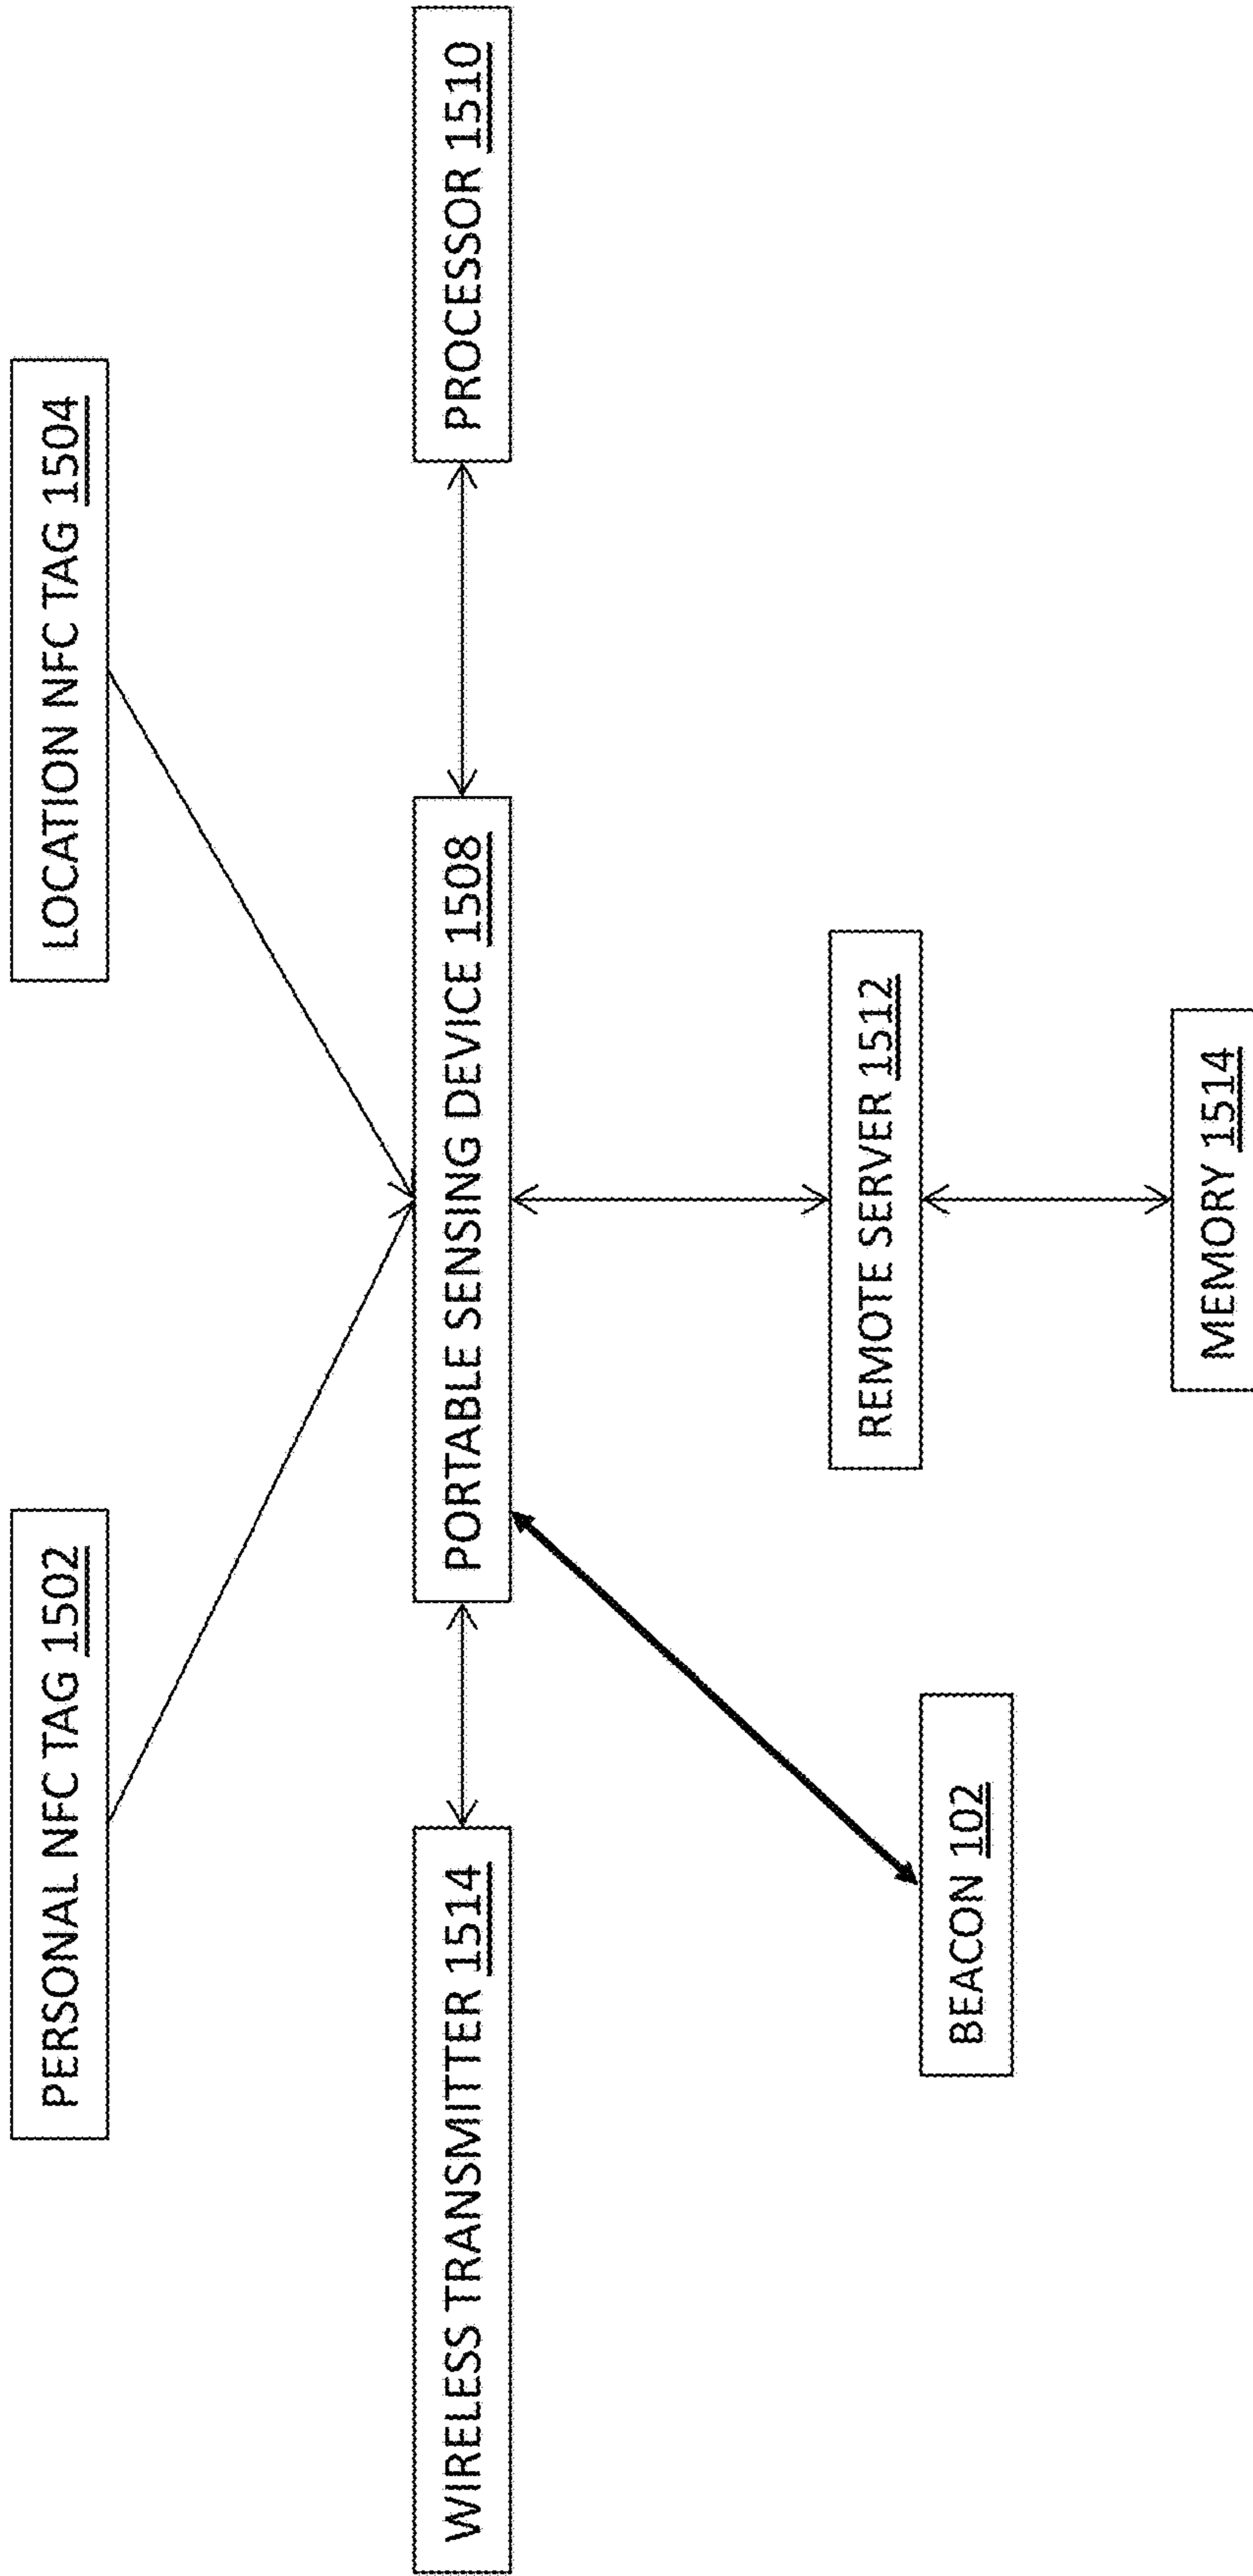 PERSONAL NFC TAG 1502
LOCATION NFC TAG 1504
WIRELESS TRANSMITTER 1514
PORTABLE SENSING DEVICE 1508
PROCESSOR 1510
REMOTE SERVER 1512
BEACON 102
MEMORY 1514